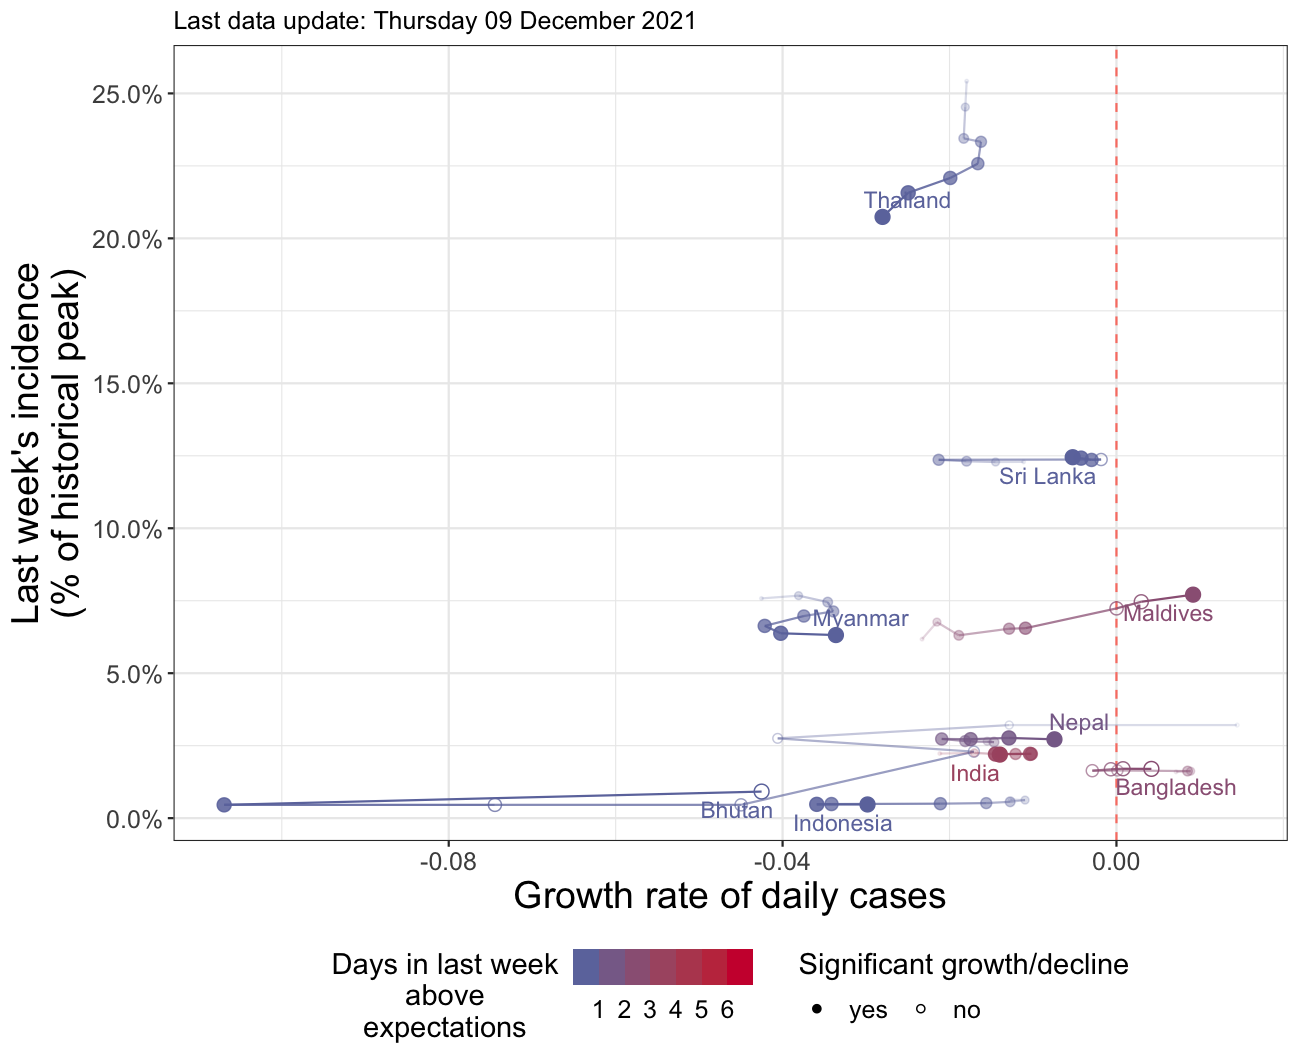 Last data update: Thursday 09 December 2021
Last week's incidence
(% of historical peak)
25.0%
20.0%
15.0%
10.0%
5.0%
0.0%
Thailand
Sri Lanka
Myanmar
Maldives
Nepal
India
Bangladesh
Bhutan
Indonesia
-0.08
-0.04
0.00
Growth rate of daily cases
Days in last week
above
expectations
1 2 3 4 5 6
Significant growth/decline
yes
no